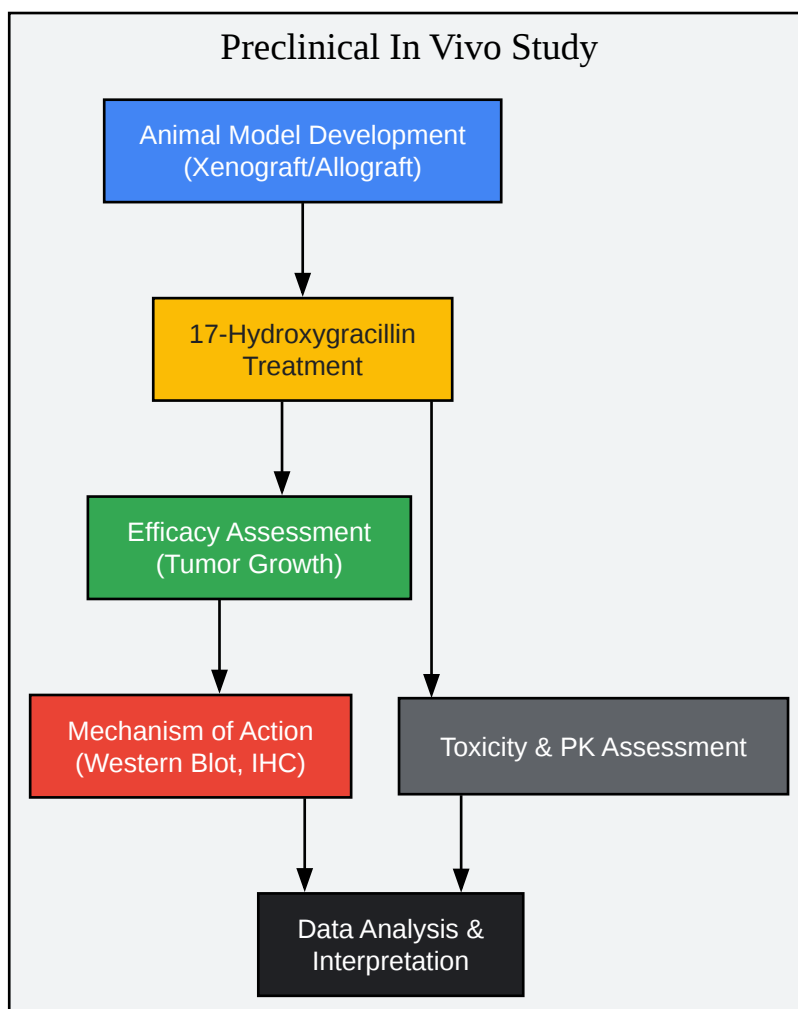 Preclinical In Vivo Study
Animal Model Development
(Xenograft/Allograft)
17-Hydroxygracillin
Treatment
Efficacy Assessment
(Tumor Growth)
Mechanism of Action
(Western Blot, IHC)
Toxicity & PK Assessment
Data Analysis &
Interpretation